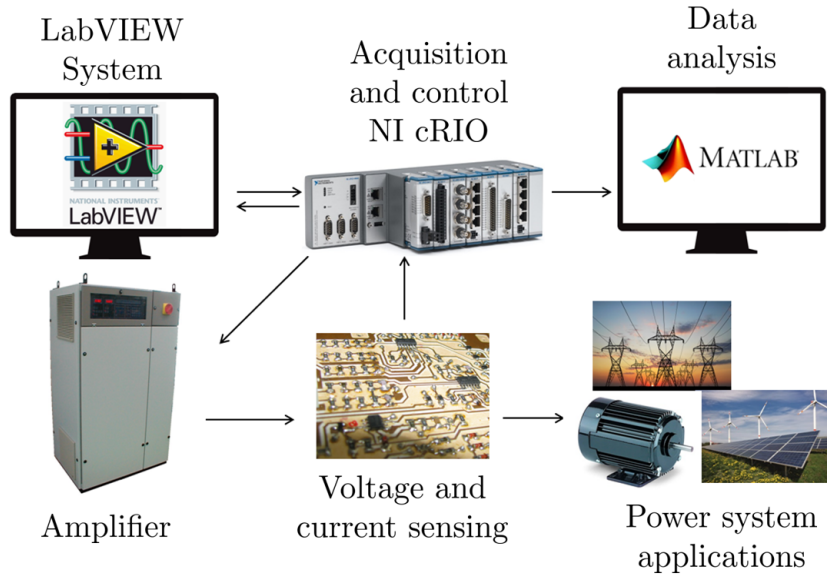 LabVIEW
System
Acquisition
and control
NI cRIO
Data
analysis
NATIONAL INSTRUMENTS
LabVIEW™
MATLAB®
Amplifier
Voltage and
current sensing
Power system
applications